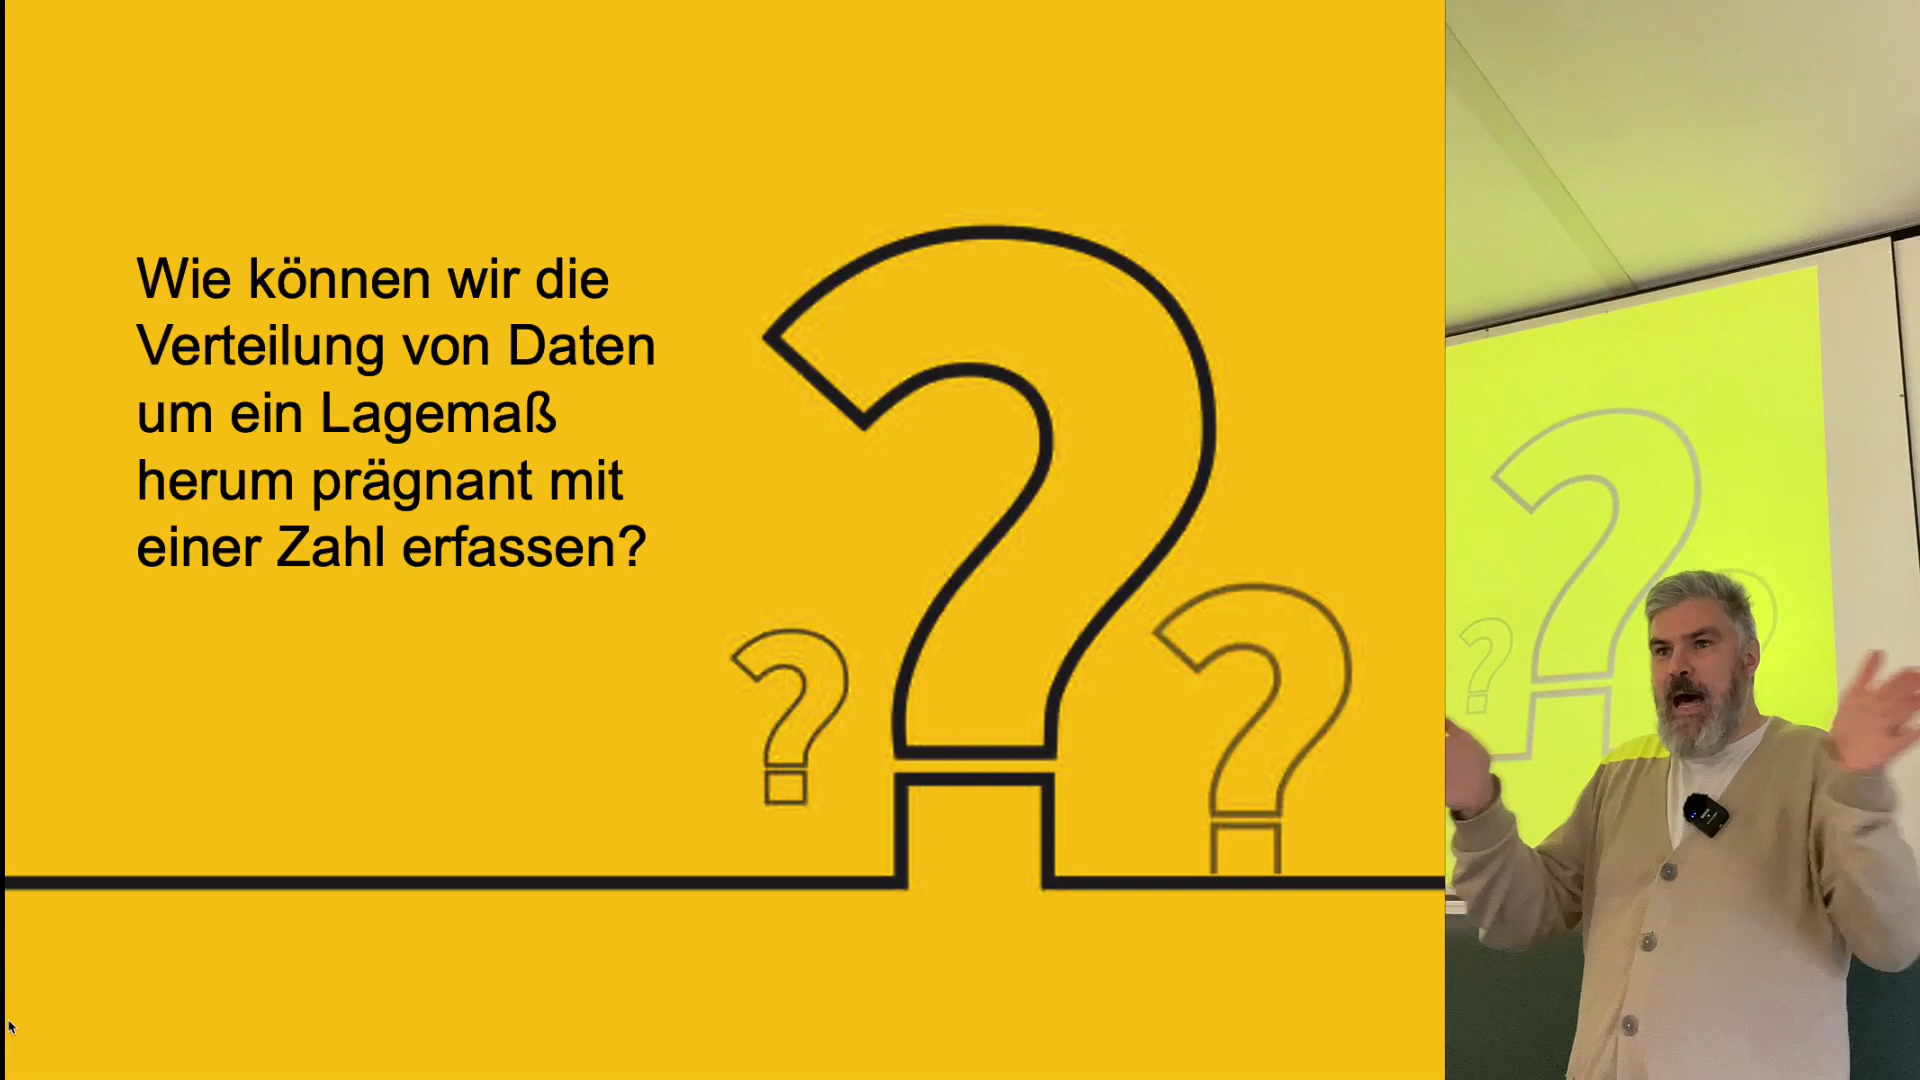 Wie können wir die
Verteilung von Daten
um ein Lagemaß
herum prägnant mit
einer Zahl erfassen?